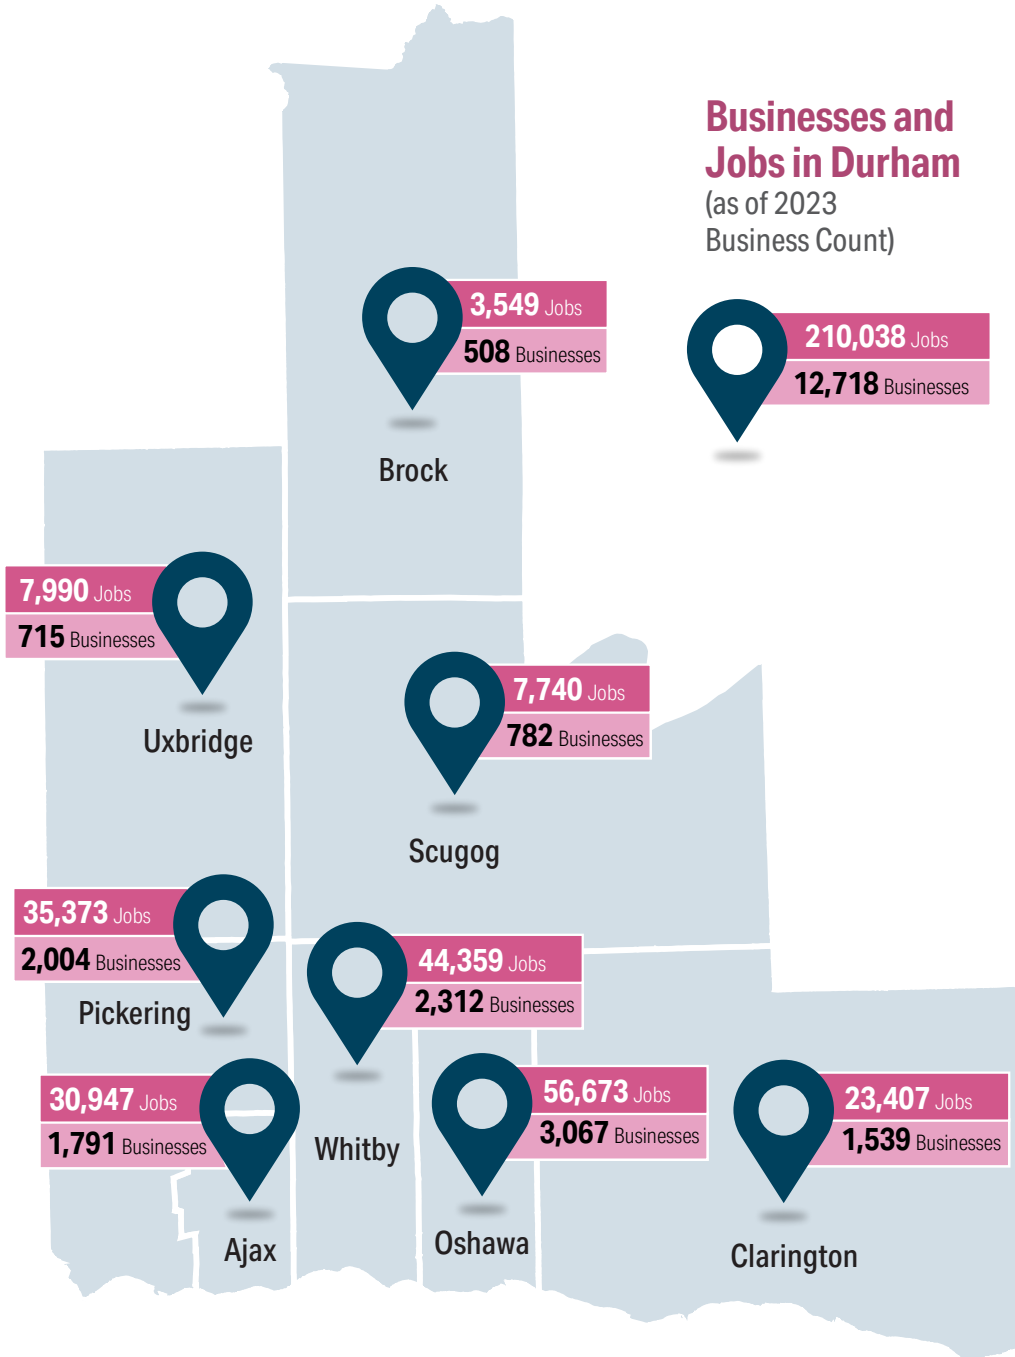 Businesses and
Jobs in Durham
(as of 2023
Business Count)
3,549 Jobs
508 Businesses
210,038 Jobs
12,718 Businesses
Brock
7,990 Jobs
715 Businesses
Uxbridge
7,740 Jobs
782 Businesses
Scugog
35,373 Jobs
2,004 Businesses
Pickering
44,359 Jobs
2,312 Businesses
Whitby
30,947 Jobs
1,791 Businesses
Ajax
56,673 Jobs
3,067 Businesses
Oshawa
23,407 Jobs
1,539 Businesses
Clarington